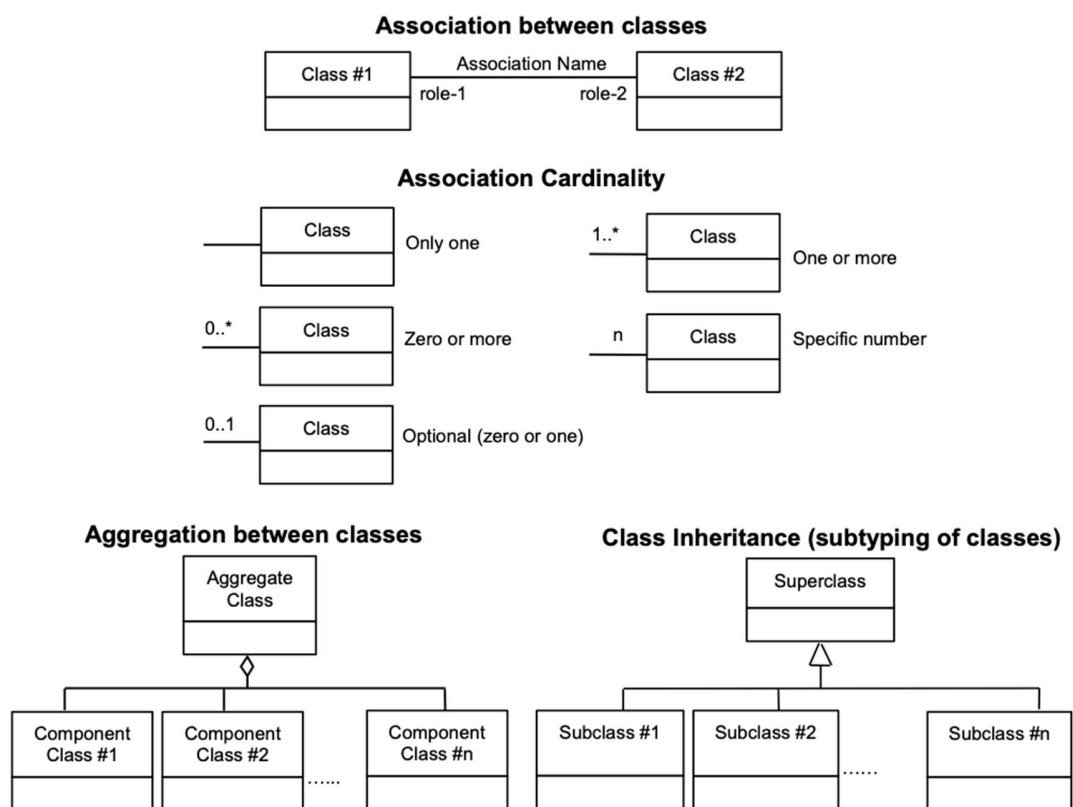 Association between classes
Class #1
Association Name
Class #2
role-1
role-2
Association Cardinality
Class
Only one
1..*
Class
One or more
0..*
Class
Zero or more
n
Class
Specific number
0..1
Class
Optional (zero or one)
Aggregation between classes
Aggregate
Class
Component
Class #1
Component
Class #2
......
Component
Class #n
Class Inheritance (subtyping of classes)
Superclass
Subclass #1
Subclass #2
......
Subclass #n